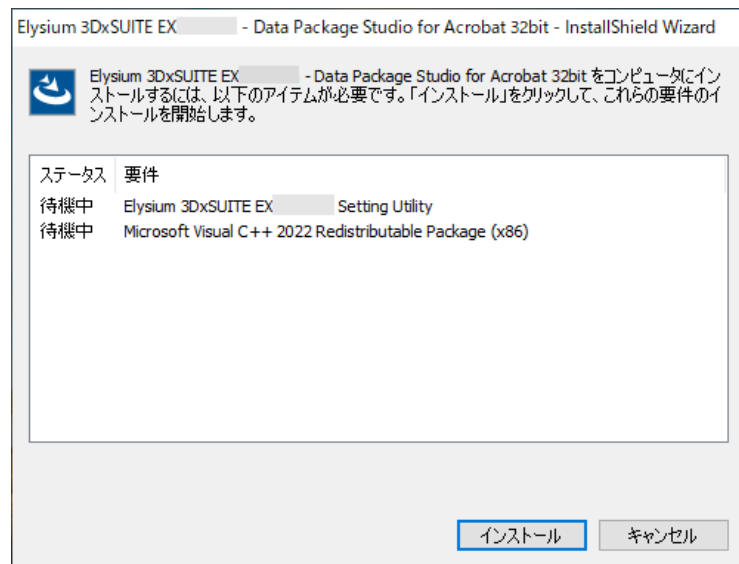 Elysium 3DxSUITE EX - Data Package Studio for Acrobat 32bit - InstallShield Wizard
Elysium 3DxSUITE EX - Data Package Studio for Acrobat 32bit をコンピュータにイン
ストールするには、以下のアイテムが必要です。「インストール」をクリックして、これらの要件のイ
ンストールを開始します。
ステータス 要件
待機中 Elysium 3DxSUITE EX Setting Utility
待機中 Microsoft Visual C++ 2022 Redistributable Package (x86)
インストール キャンセル